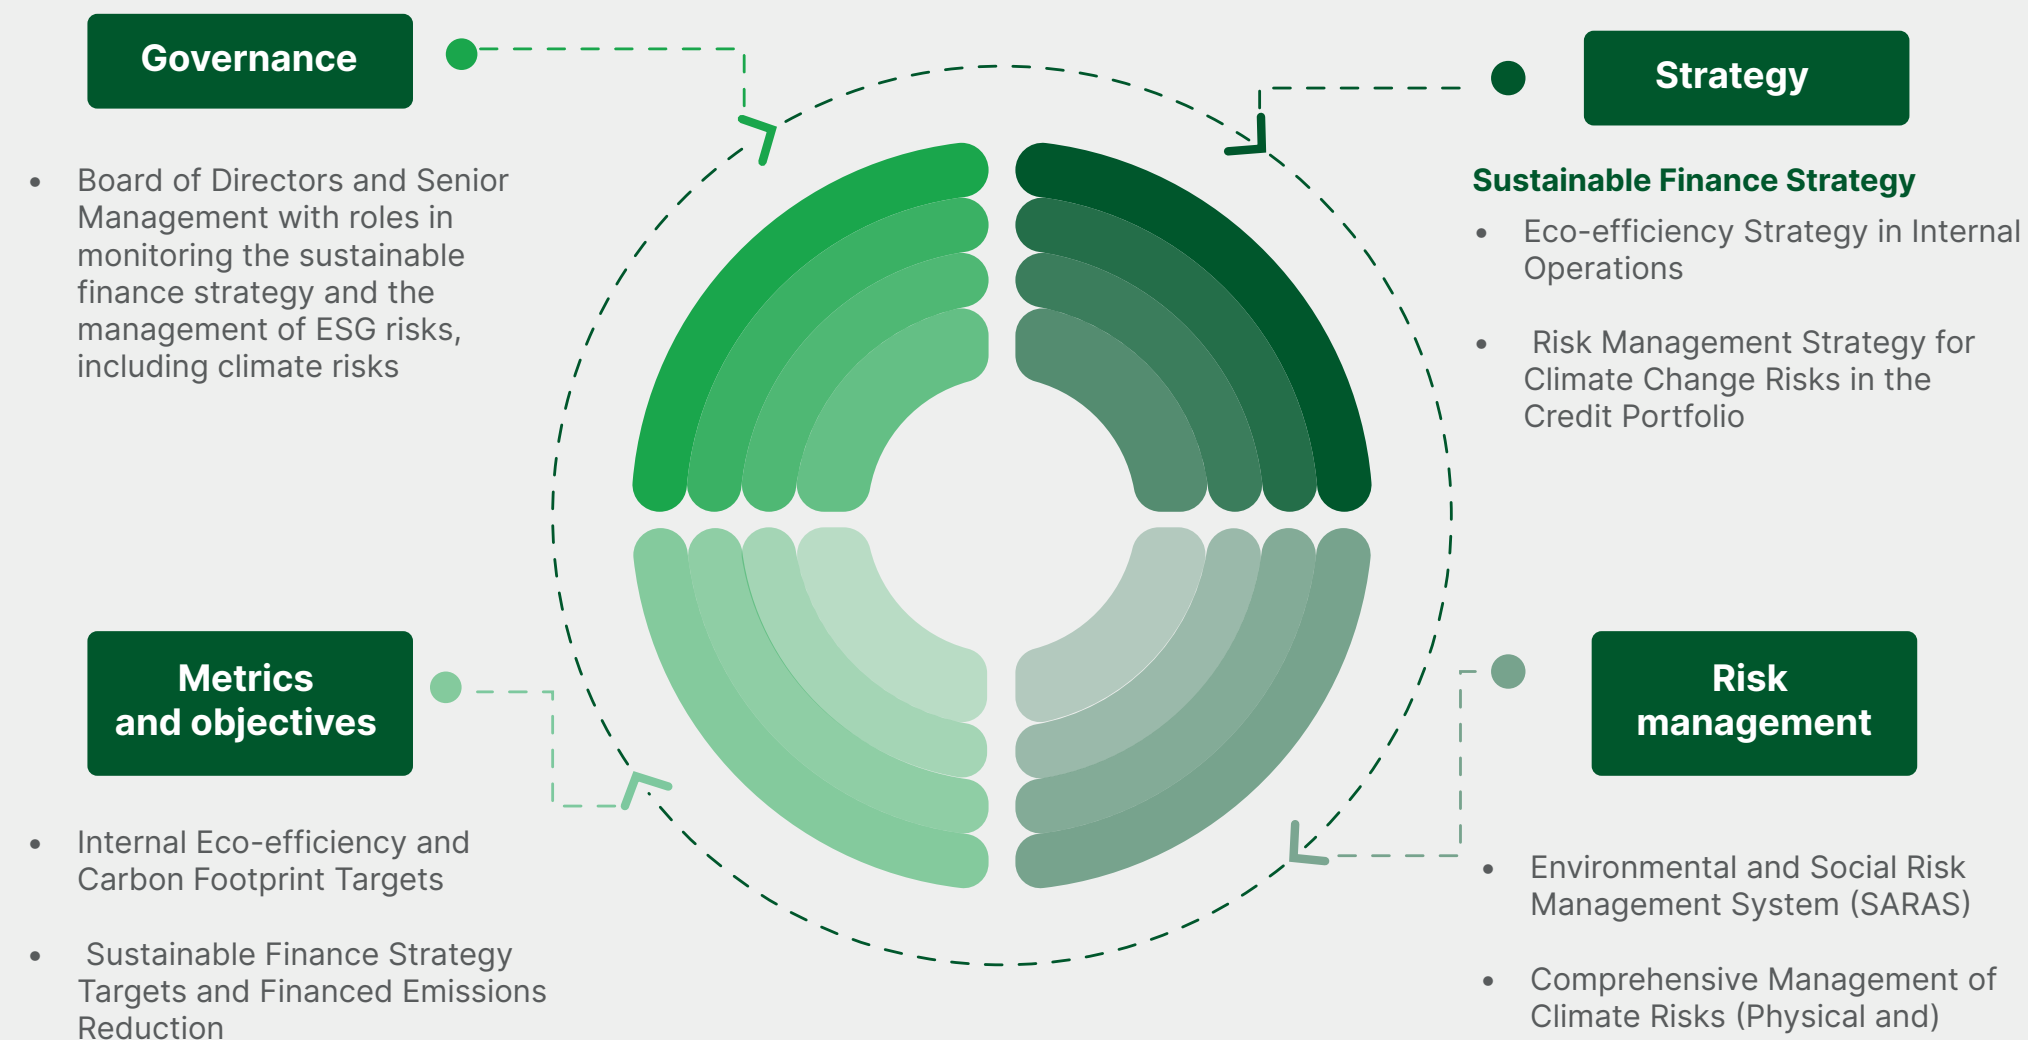 Governance
• Board of Directors and Senior
Management with roles in
monitoring the sustainable
finance strategy and the
management of ESG risks,
including climate risks
Strategy
Sustainable Finance Strategy
• Eco-efficiency Strategy in Internal
Operations
• Risk Management Strategy for
Climate Change Risks in the
Credit Portfolio
Metrics
and objectives
• Internal Eco-efficiency and
Carbon Footprint Targets
• Sustainable Finance Strategy
Targets and Financed Emissions
Reduction
Risk
management
• Environmental and Social Risk
Management System (SARAS)
• Comprehensive Management of
Climate Risks (Physical and)